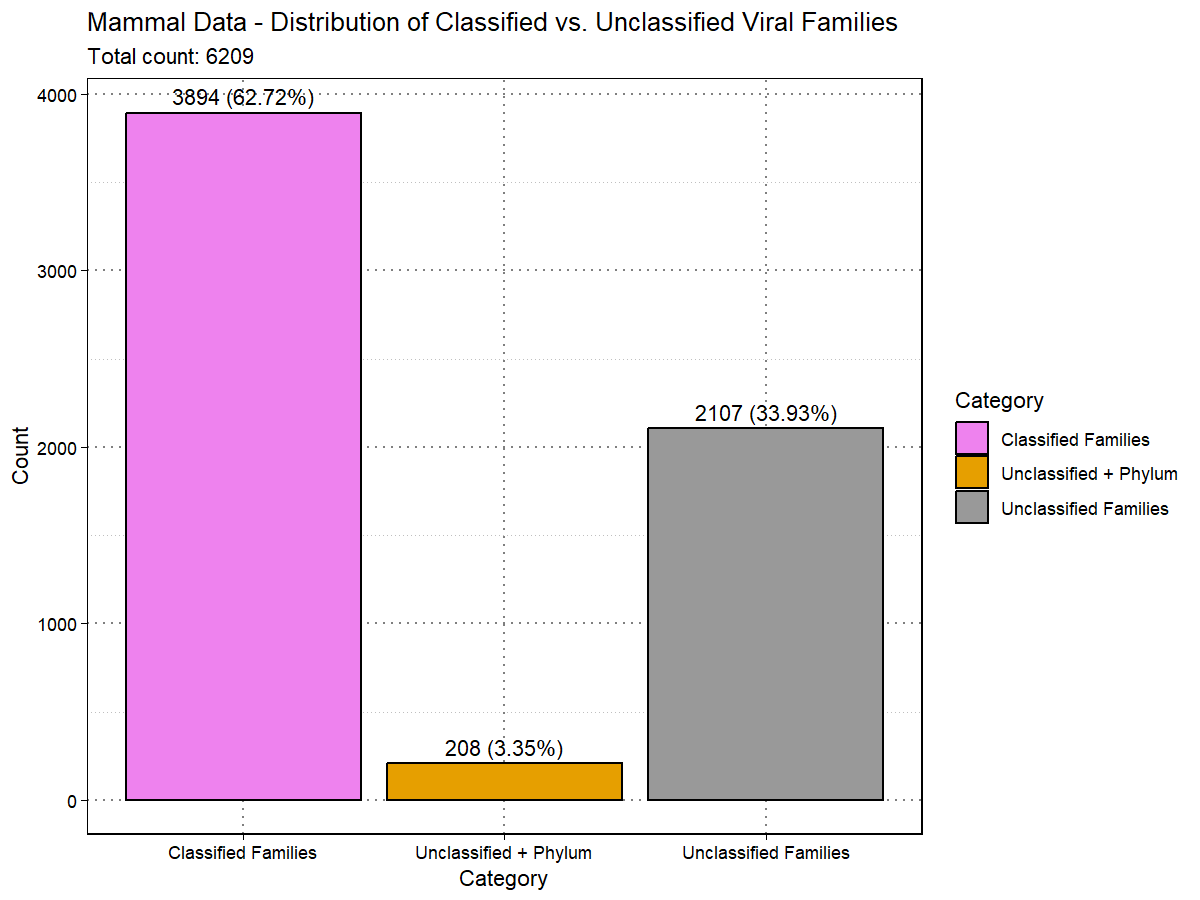 Mammal Data - Distribution of Classified vs. Unclassified Viral Families
Total count: 6209
4000
3000
2000
1000
0
Count
3894 (62.72%)
208 (3.35%)
2107 (33.93%)
Classified Families
Unclassified + Phylum
Unclassified Families
Category
Category
Classified Families
Unclassified + Phylum
Unclassified Families